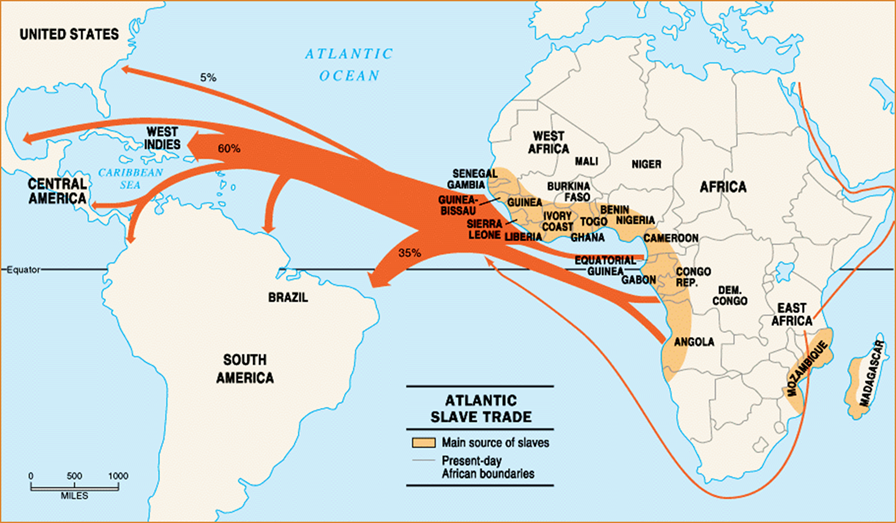 UNITED STATES
ATLANTIC
OCEAN
5%
WEST
INDIES
60%
CARIBBEAN
SEA
CENTRAL
AMERICA
WEST
AFRICA
MALI
NIGER
AFRICA
SENEGAL
GAMBIA
BURKINA
FASO
GUINEA-
BISSAU
GUINEA
IVORY
COAST
TOGO
BENIN
NIGERIA
SIERRA
LEONE
LIBERIA
GHANA
CAMEROON
35%
EQUATORIAL
GUINEA
GABON
CONGO
REP.
DEM.
CONGO
Equator
BRAZIL
EAST
AFRICA
ANGOLA
MOZAMBIQUE
MADAGASCAR
SOUTH
AMERICA
ATLANTIC
SLAVE TRADE
Main source of slaves
Present-day
African boundaries
0 500 1000
MILES